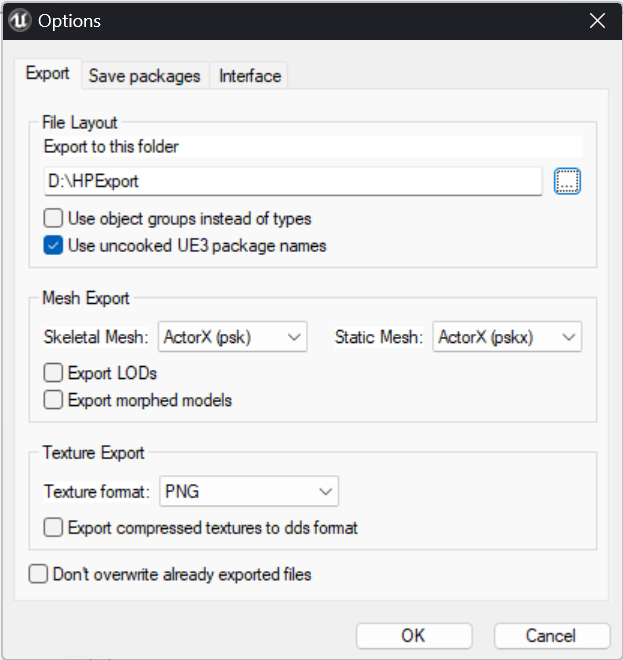 Options
Export Save packages Interface
File Layout
Export to this folder
D:\HPExport
...
Use object groups instead of types
Use uncooked UE3 package names
Mesh Export
Skeletal Mesh: ActorX (psk) Static Mesh: ActorX (pskx)
Export LODs
Export morphed models
Texture Export
Texture format: PNG
Export compressed textures to dds format
Don't overwrite already exported files
OK Cancel